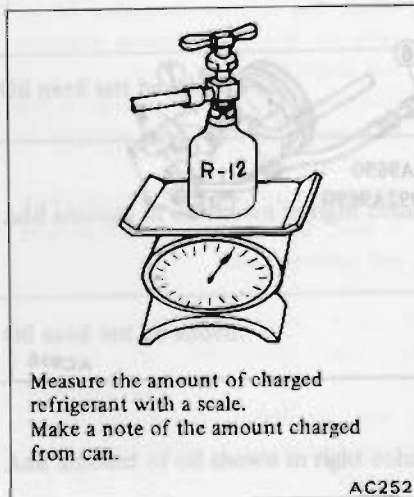 R-12
Measure the amount of charged
refrigerant with a scale.
Make a note of the amount charged
from can.
AC252